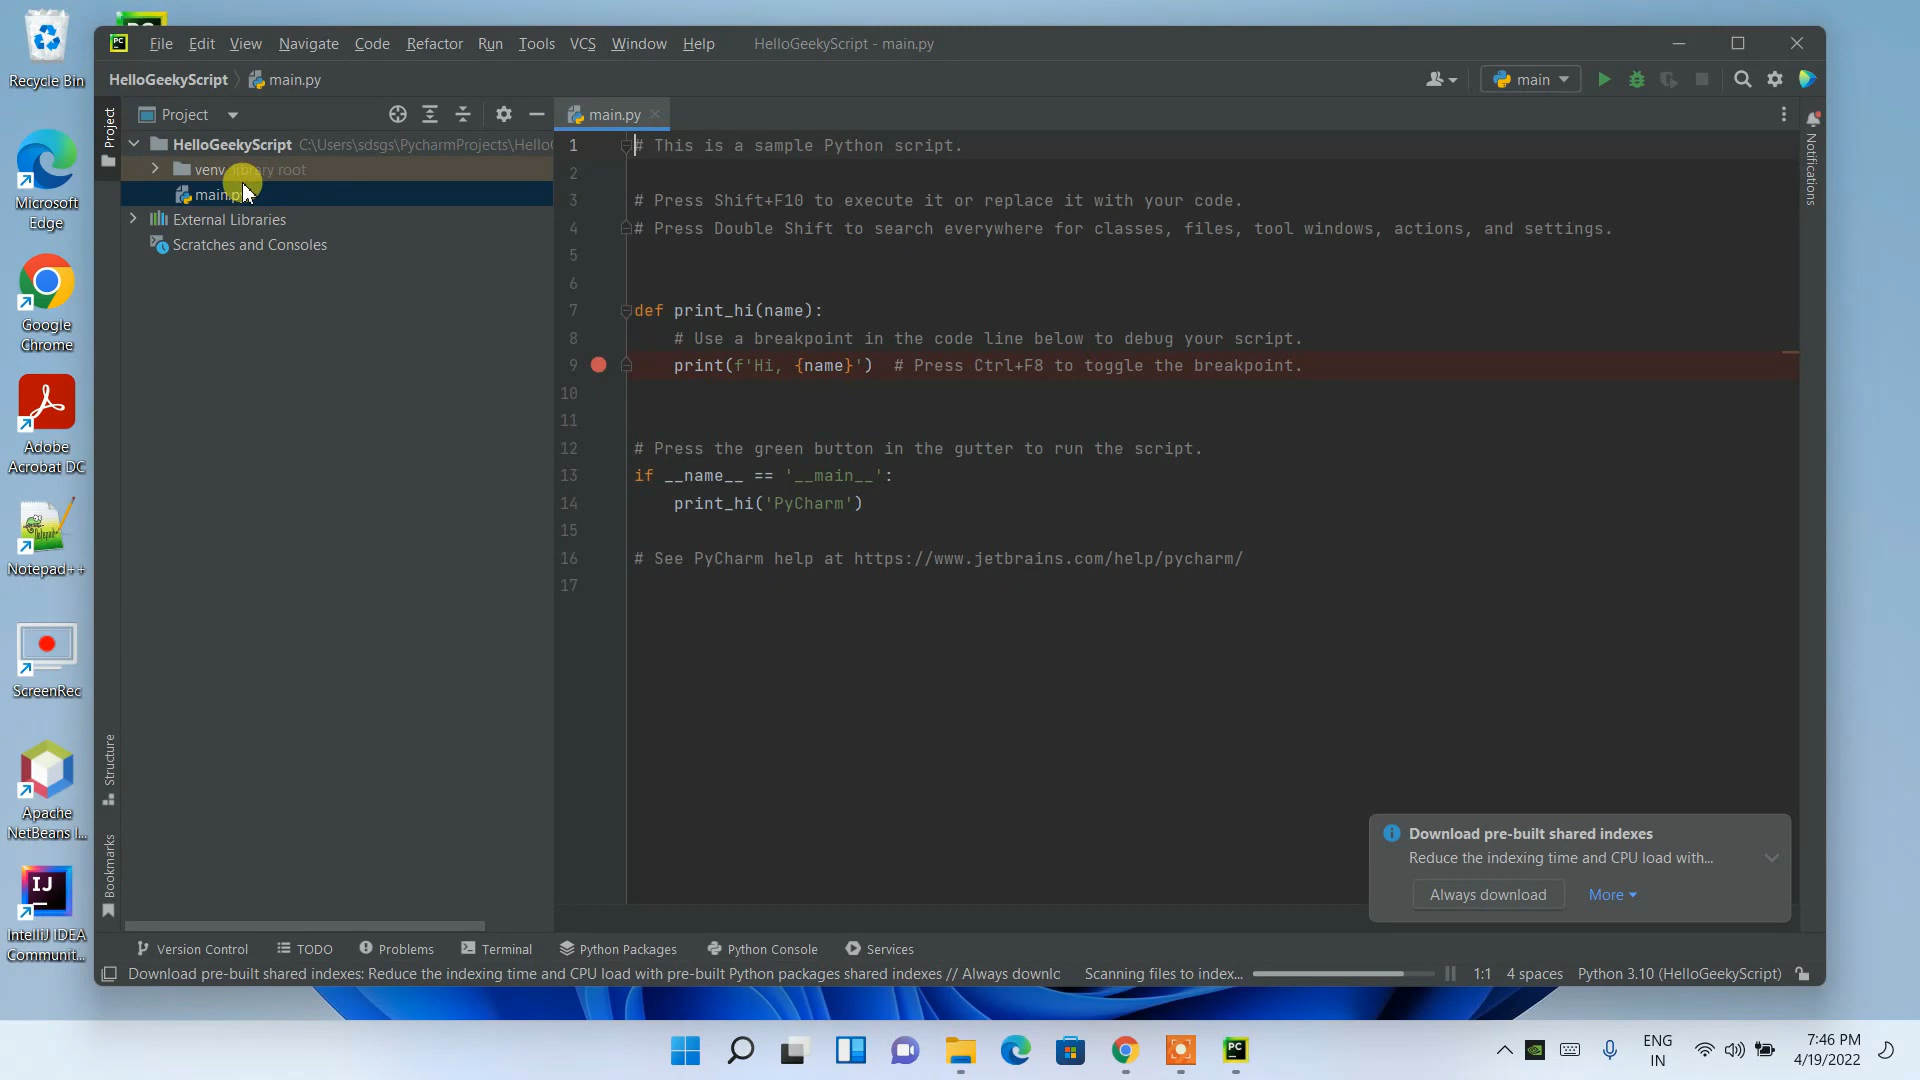 Recycle Bin
Microsoft
Edge
Google
Chrome
Adobe
Acrobat DC
Notepad++
ScreenRec
Apache
NetBeans I...
IJ
IntelliJ IDEA
Communit...
PC
File Edit View Navigate Code Refactor Run Tools VCS Window Help HelloGeekyScript - main.py
HelloGeekyScript main.py
main
Project
Project
HelloGeekyScript C:\Users\sdsgs\PycharmProjects\Hello
venv library root
main.py
External Libraries
Scratches and Consoles
Structure
Bookmarks
main.py
Notifications
1 # This is a sample Python script.
2
3 # Press Shift+F10 to execute it or replace it with your code.
4 # Press Double Shift to search everywhere for classes, files, tool windows, actions, and settings.
5
6
7 def print_hi(name):
8 # Use a breakpoint in the code line below to debug your script.
9 print(f'Hi, {name}') # Press Ctrl+F8 to toggle the breakpoint.
10
11
12 # Press the green button in the gutter to run the script.
13 if __name__ == '__main__':
14 print_hi('PyCharm')
15
16 # See PyCharm help at https://www.jetbrains.com/help/pycharm/
17
Download pre-built shared indexes
Reduce the indexing time and CPU load with...
Always download More
Version Control TODO Problems Terminal Python Packages Python Console Services
Download pre-built shared indexes: Reduce the indexing time and CPU load with pre-built Python packages shared indexes // Always downlc Scanning files to index... 1:1 4 spaces Python 3.10 (HelloGeekyScript)
PC
ENG
IN
7:46 PM
4/19/2022